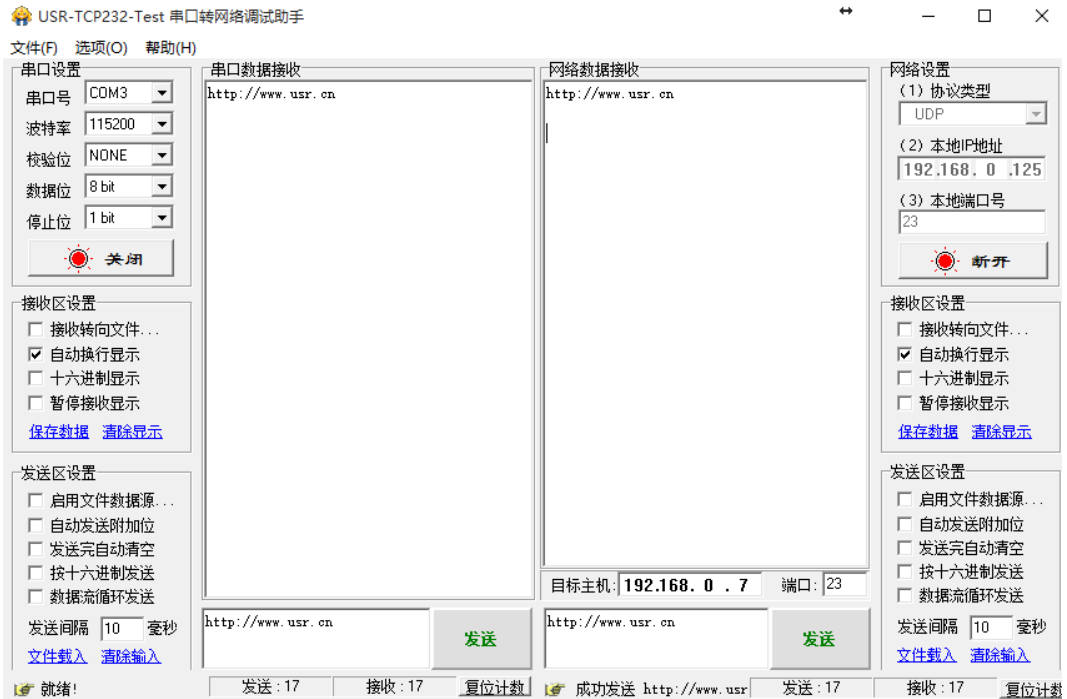 USR-TCP232-Test 串口转网络调试助手
文件(F) 选项(O) 帮助(H)
串口设置
串口号 COM3
波特率 115200
校验位 NONE
数据位 8 bit
停止位 1 bit
关闭
接收区设置
接收转向文件...
自动换行显示
十六进制显示
暂停接收显示
保存数据 清除显示
发送区设置
启用文件数据源...
自动发送附加位
发送完自动清空
按十六进制发送
数据流循环发送
发送间隔 10 毫秒
文件载入 清除输入
就绪!
串口数据接收
http://www.usr.cn
http://www.usr.cn
发送
发送:17 接收:17 复位计数
网络数据接收
http://www.usr.cn
目标主机: 192.168. 0 . 7 端口: 23
http://www.usr.cn
发送
成功发送 http://www.usr 发送:17 接收:17 复位计数
网络设置
(1) 协议类型
UDP
(2) 本地IP地址
192.168. 0 .125
(3) 本地端口号
23
断开
接收区设置
接收转向文件...
自动换行显示
十六进制显示
暂停接收显示
保存数据 清除显示
发送区设置
启用文件数据源...
自动发送附加位
发送完自动清空
按十六进制发送
数据流循环发送
发送间隔 10 毫秒
文件载入 清除输入